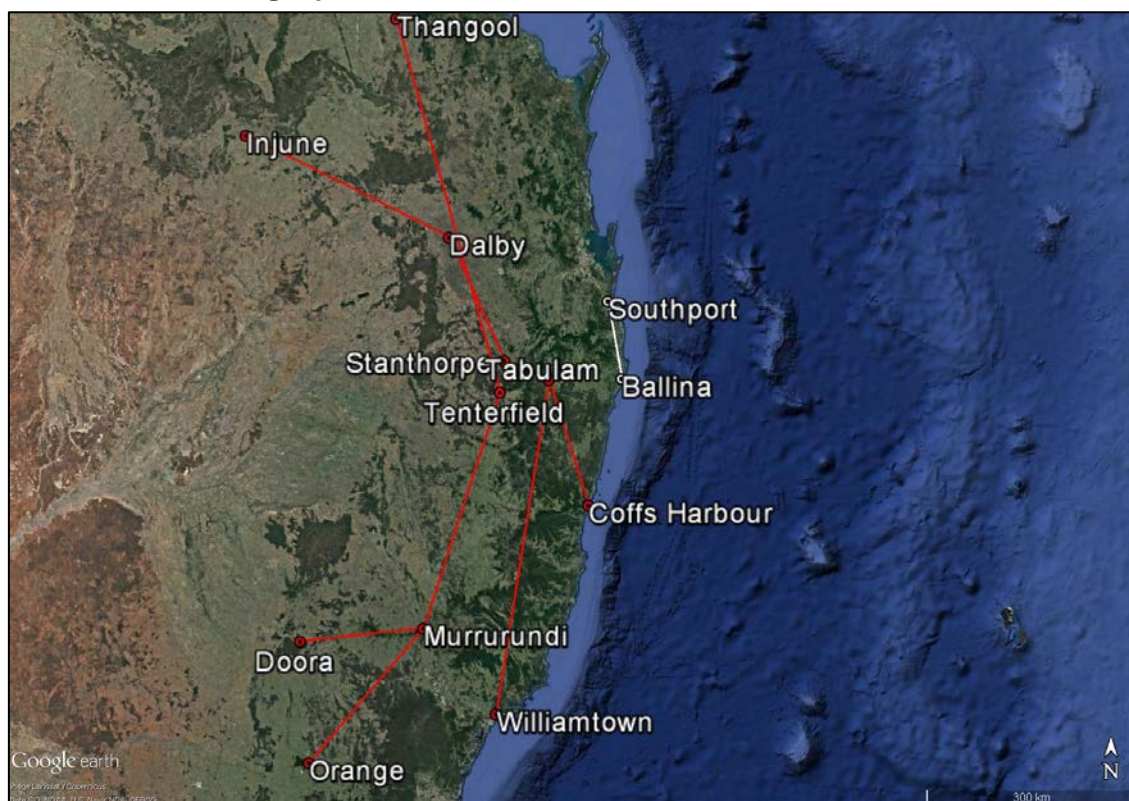 Thangool
Injune
Dalby
Southport
Stanthorpe
Tabulam
Ballina
Tenterfield
Coffs Harbour
Murrurundi
Doora
Williamtown
Orange
Google earth
N
300 km